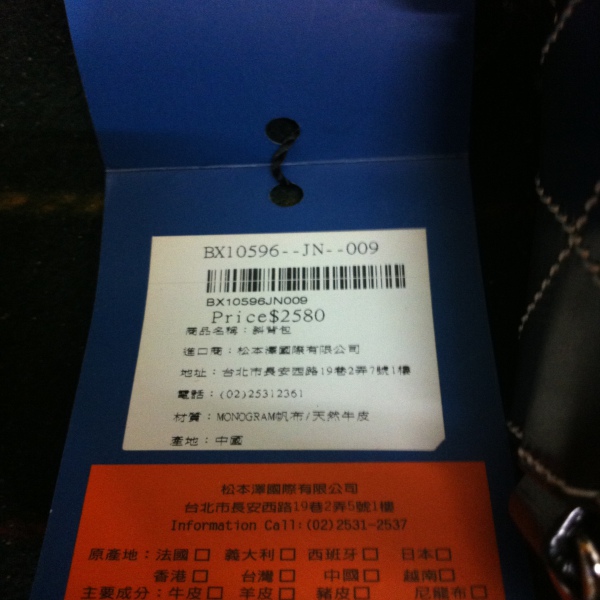 BX10596--JN--009
BX10596JN009
Price$2580
商品名稱：斜背包
進口商：松本澤國際有限公司
地址：台北市長安西路19巷2弄7號1樓
電話：(02)25312361
材質：MONOGRAM帆布/天然牛皮
產地：中國
松本澤國際有限公司
台北市長安西路19巷2弄5號1樓
Information Call:(02)2531-2537
原產地：法國□ 義大利□ 西班牙□ 日本□
香港□ 台灣□ 中國□ 越南□
主要成分：牛皮□ 羊皮□ 豬皮□ 尼龍布□